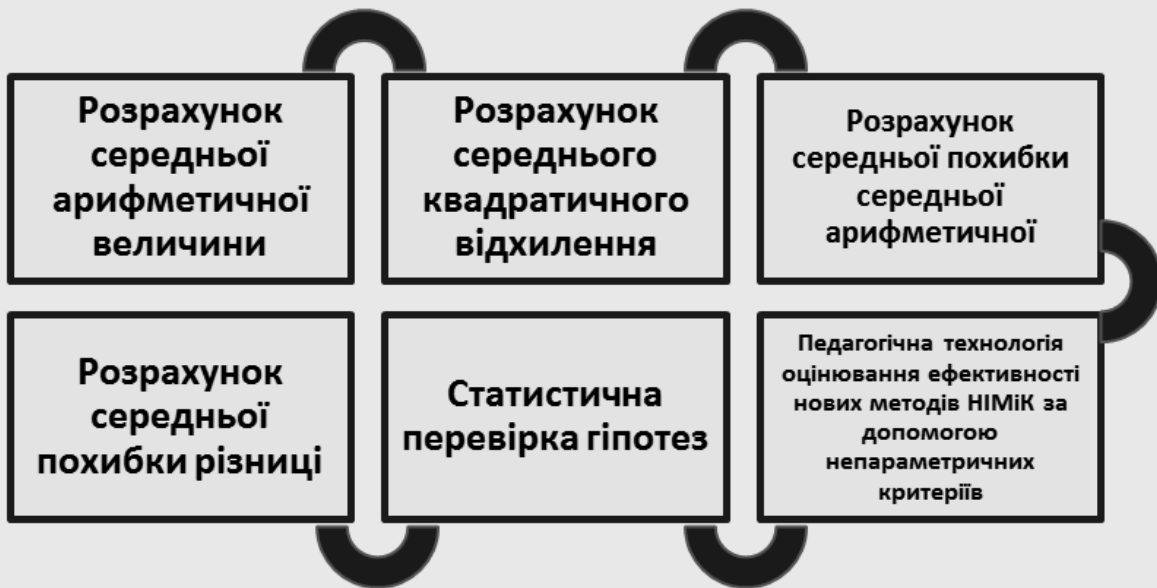 Розрахунок
середньої
арифметичної
величини
Розрахунок
середнього
квадратичного
відхилення
Розрахунок
середньої похибки
середньої
арифметичної
Розрахунок
середньої
похибки різниці
Статистична
перевірка гіпотез
Педагогічна технологія
оцінювання ефективності
нових методів НІМіК за
допомогою
непараметричних
критеріїв